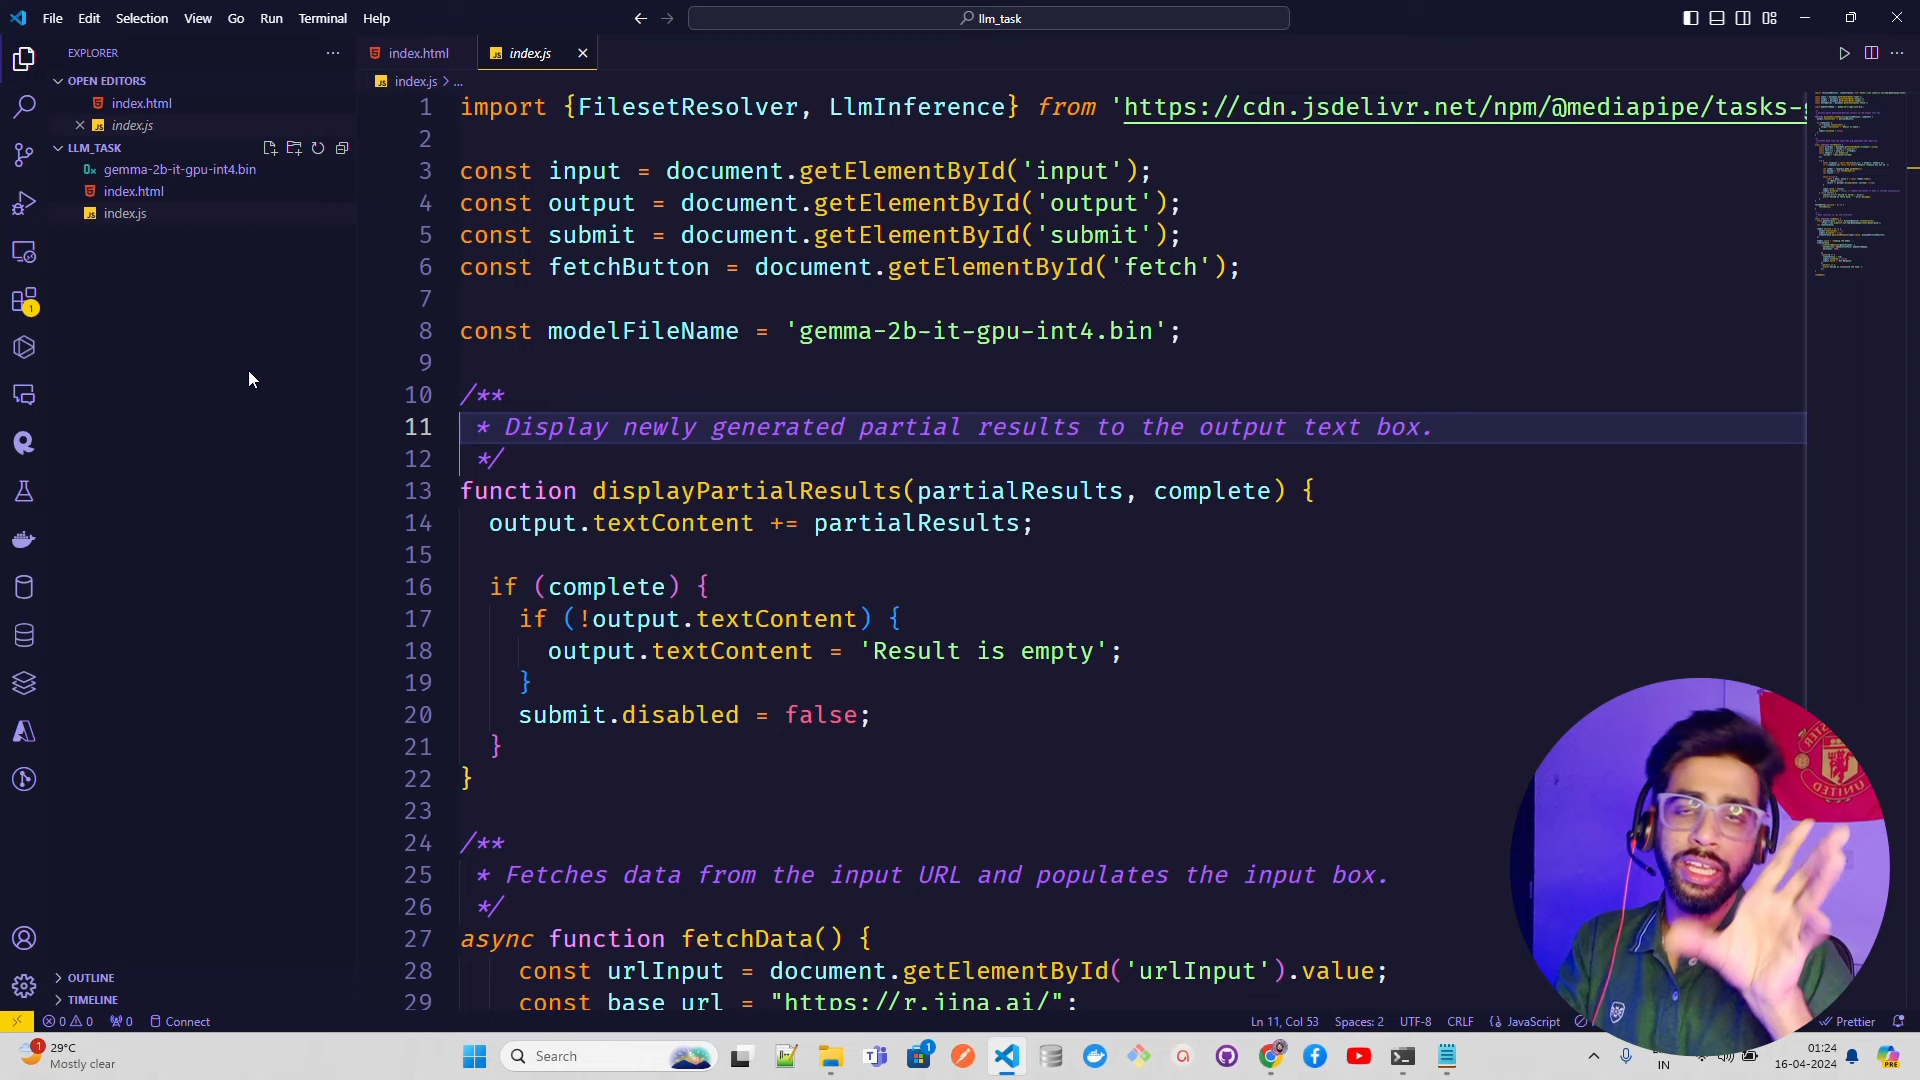 File Edit Selection View Go Run Terminal Help
llm_task
EXPLORER
OPEN EDITORS
index.html
index.js
LLM_TASK
gemma-2b-it-gpu-int4.bin
index.html
index.js
OUTLINE
TIMELINE
index.html
index.js
index.js > ...
1 import {FilesetResolver, LlmInference} from 'https://cdn.jsdelivr.net/npm/@mediapipe/tasks-
2
3 const input = document.getElementById('input');
4 const output = document.getElementById('output');
5 const submit = document.getElementById('submit');
6 const fetchButton = document.getElementById('fetch');
7
8 const modelFileName = 'gemma-2b-it-gpu-int4.bin';
9
10 /**
11 * Display newly generated partial results to the output text box.
12 */
13 function displayPartialResults(partialResults, complete) {
14 output.textContent += partialResults;
15
16 if (complete) {
17 if (!output.textContent) {
18 output.textContent = 'Result is empty';
19 }
20 submit.disabled = false;
21 }
22 }
23
24 /**
25 * Fetches data from the input URL and populates the input box.
26 */
27 async function fetchData() {
28 const urlInput = document.getElementById('urlInput').value;
29 const base_url = "https://r.jina.ai/";
UNITED
0 0 0 Connect
Ln 11, Col 53 Spaces: 2 UTF-8 CRLF {} JavaScript Prettier
1
29°C
Mostly clear
Search
1
IN
01:24
16-04-2024
PRE